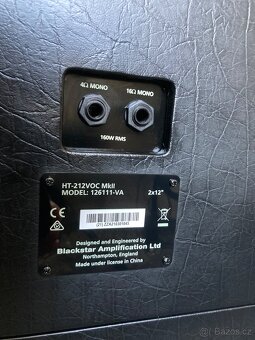 4Ω MONO 16Ω MONO
160W RMS
HT-212VOC MkII
MODEL: 126111-VA 2x12"
Designed and Engineered by
Blackstar Amplification Ltd
Northampton, England
Made under license in China
Bazoš.cz